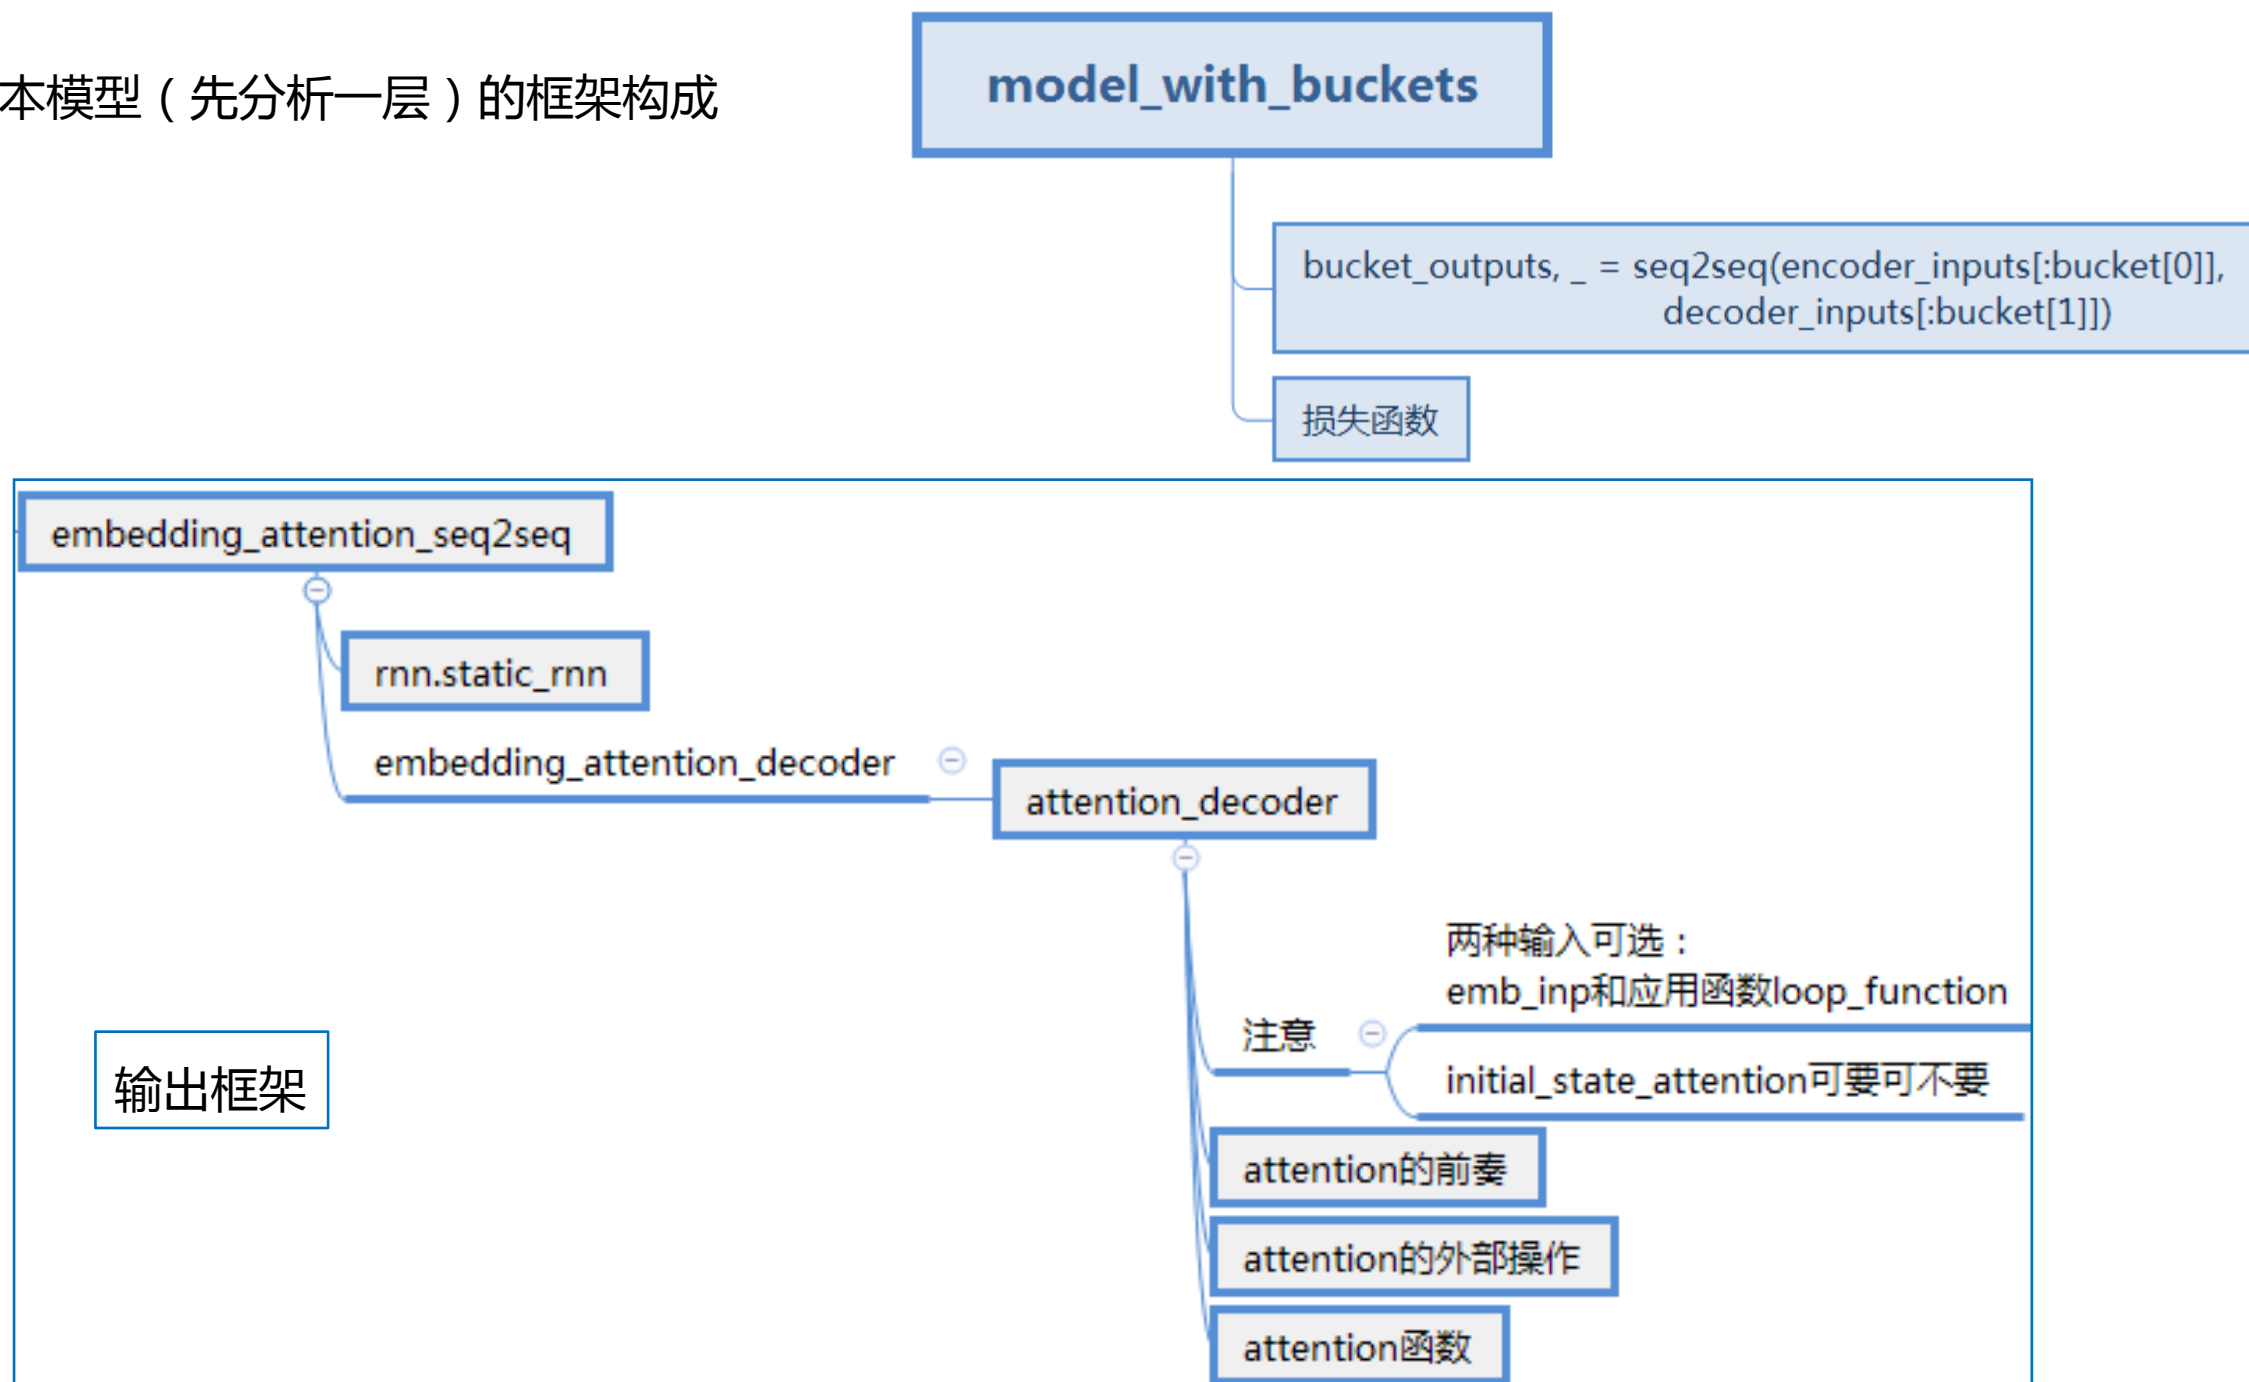 本模型（先分析一层）的框架构成
model_with_buckets
bucket_outputs, _ = seq2seq(encoder_inputs[:bucket[0]],
decoder_inputs[:bucket[1]])
损失函数
embedding_attention_seq2seq
rnn.static_rnn
embedding_attention_decoder
attention_decoder
两种输入可选：
emb_inp和应用函数loop_function
注意
initial_state_attention可要可不要
输出框架
attention的前奏
attention的外部操作
attention函数